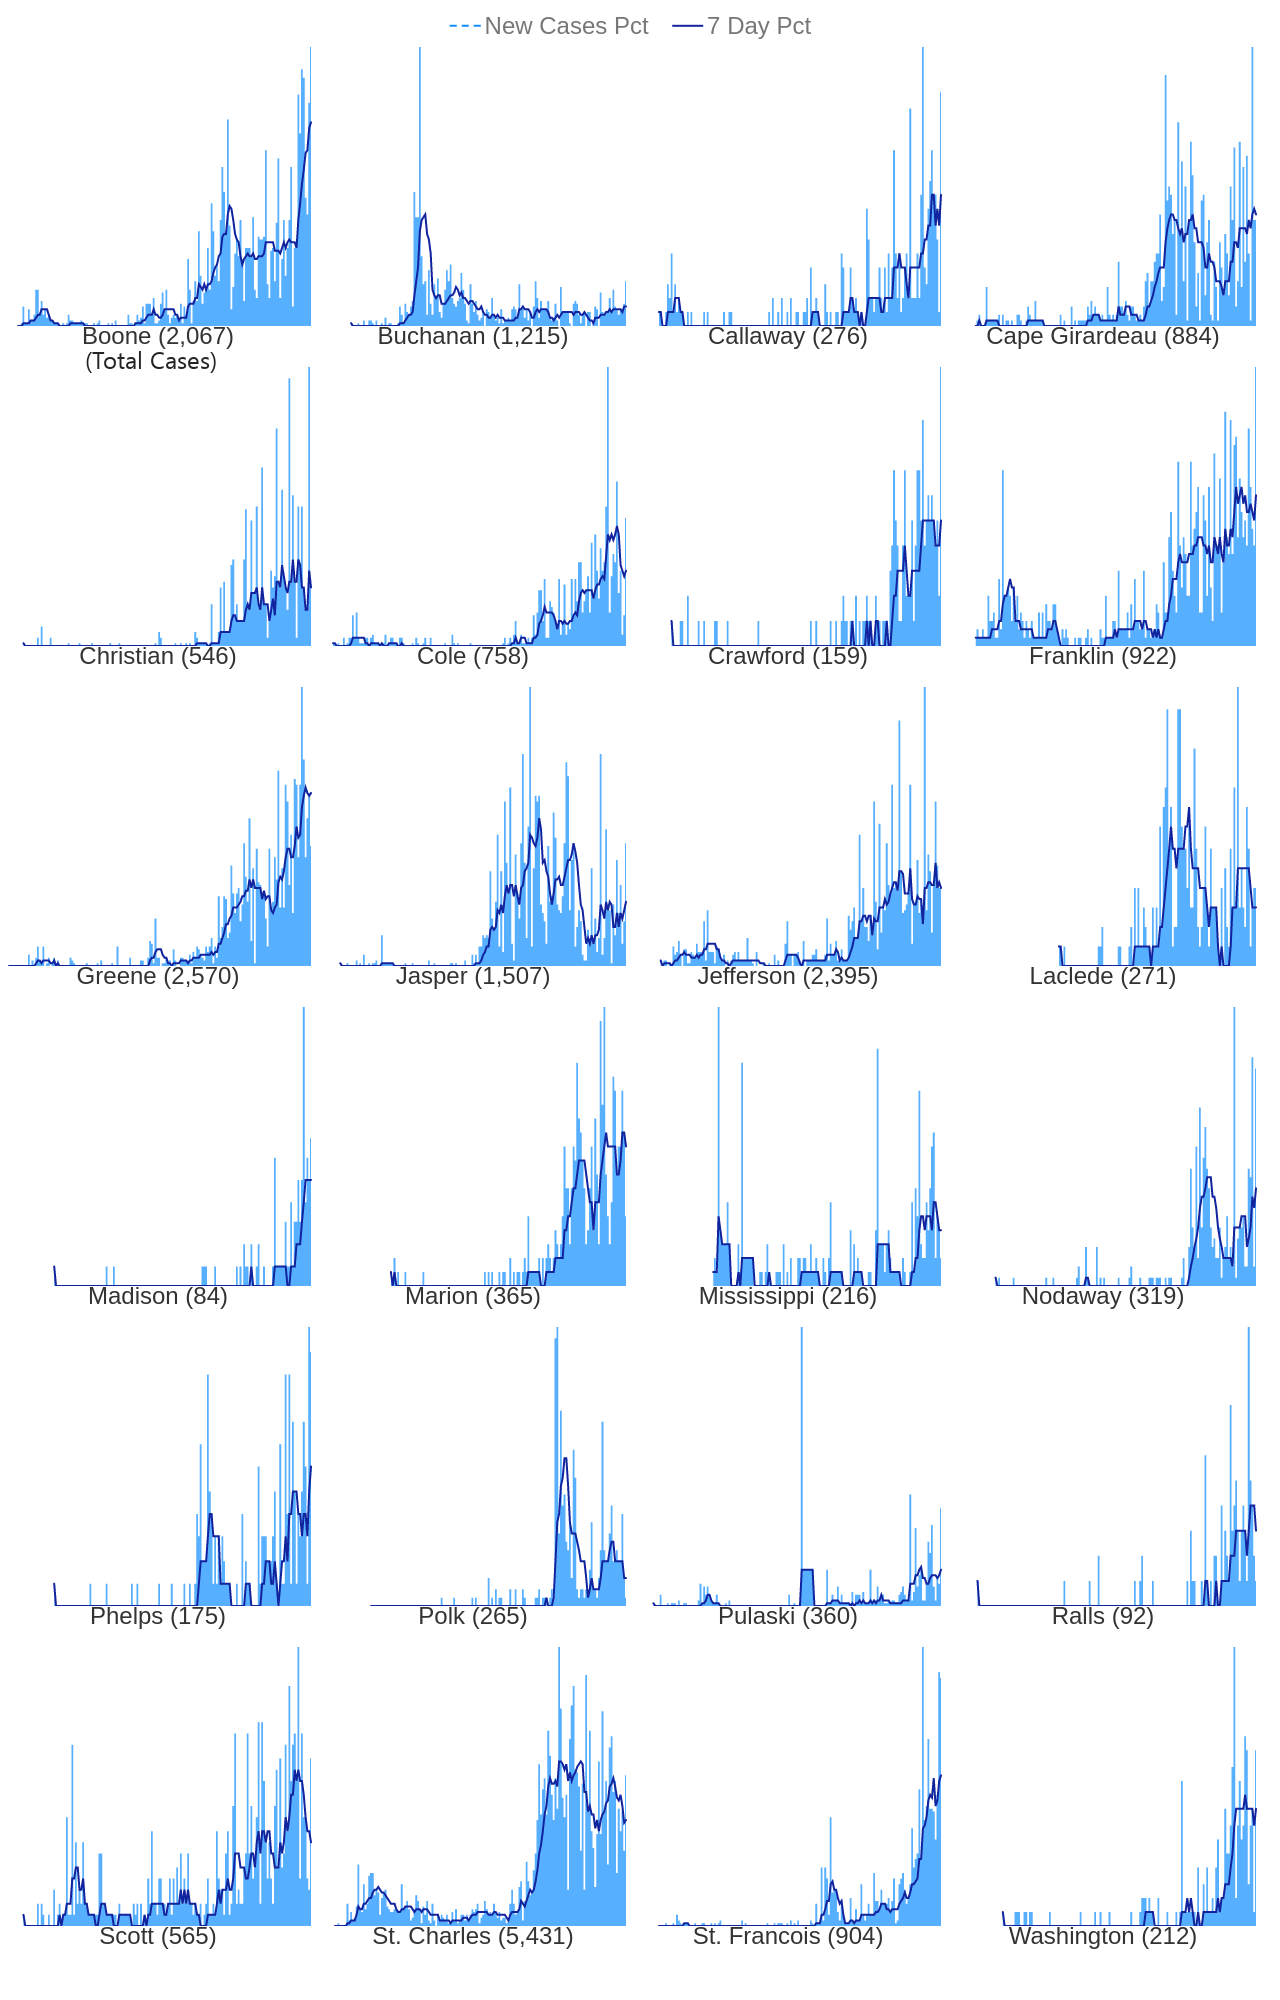 New Cases Pct 7 Day Pct
Boone (2,067) Buchanan (1,215) Callaway (276) Cape Girardeau (884)
(Total Cases)
Christian (546) Cole (758) Crawford (159) Franklin (922)
Greene (2,570) Jasper (1,507) Jefferson (2,395) Laclede (271)
Madison (84) Marion (365) Mississippi (216) Nodaway (319)
Phelps (175) Polk (265) Pulaski (360) Ralls (92)
Scott (565) St. Charles (5,431) St. Francois (904) Washington (212)